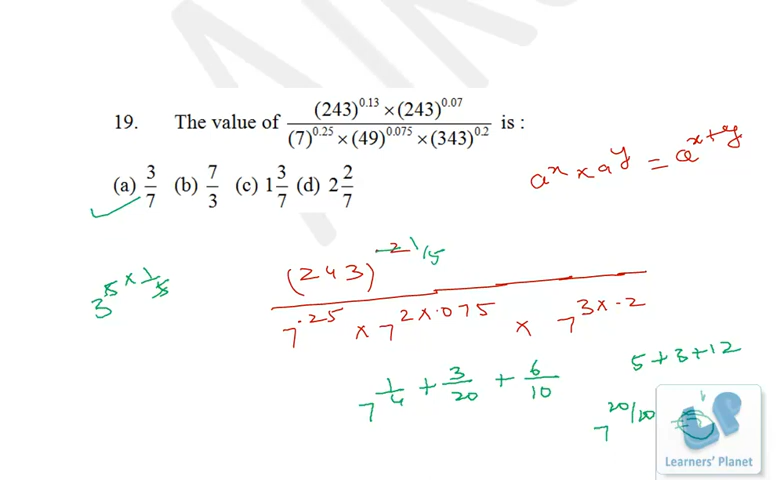 19. The value of (243)^0.13 × (243)^0.07 / (7)^0.25 × (49)^0.075 × (343)^0.2 is :
(a) 3/7 (b) 7/3 (c) 1 3/7 (d) 2 2/7
a^x × a^y = a^(x+y)
(243)^.2 1/5
3^(5 × 1/5)
7^.25 × 7^(2×.075) × 7^(3×.2)
7^(1/4 + 3/20 + 6/10)
5+3+12
7^(20/20)
Learners' Planet